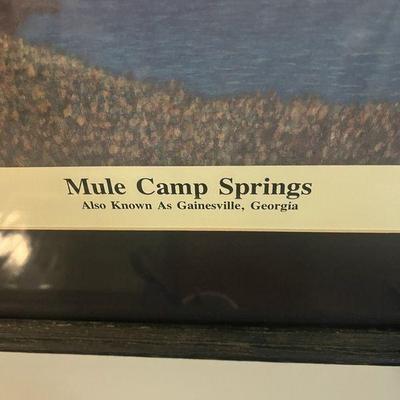 Mule Camp Springs
Also Known As Gainesville, Georgia